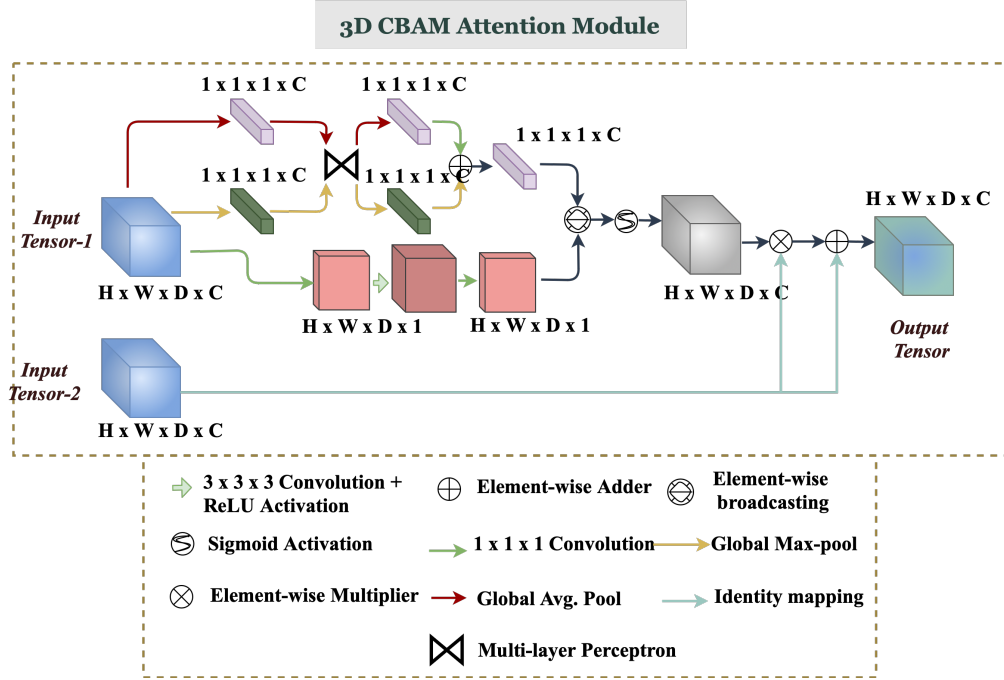 3D CBAM Attention Module
1 x 1 x 1 x C
1 x 1 x 1 x C
1 x 1 x 1 x C
1 x 1 x 1 x C
1 x 1 x 1 x C
Input
Tensor-1
H x W x D x C
H x W x D x 1
H x W x D x 1
H x W x D x C
H x W x D x C
Output
Tensor
Input
Tensor-2
H x W x D x C
3 x 3 x 3 Convolution +
ReLU Activation
Element-wise Adder
Element-wise
broadcasting
Sigmoid Activation
1 x 1 x 1 Convolution
Global Max-pool
Element-wise Multiplier
Global Avg. Pool
Identity mapping
Multi-layer Perceptron